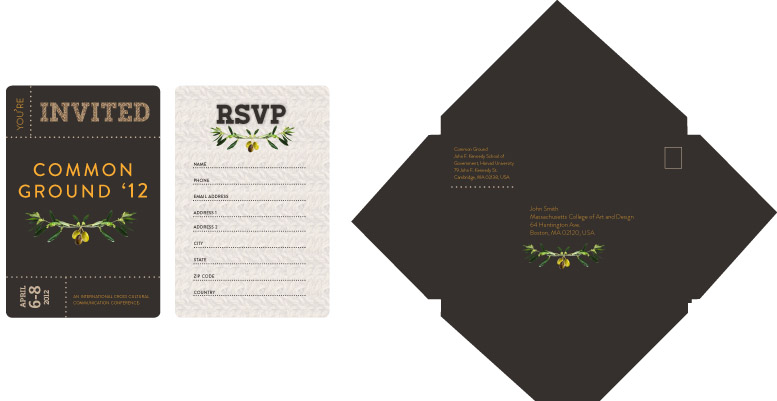 YOU'RE
INVITED
COMMON
GROUND '12
APRIL
6-8
2012
AN INTERNATIONAL CROSS CULTURAL
COMMUNICATION CONFERENCE
RSVP
NAME
PHONE
EMAIL ADDRESS
ADDRESS 1
ADDRESS 2
CITY
STATE
ZIP CODE
COUNTRY
Common Ground
John F. Kennedy School of
Government, Harvard University
79 John F. Kennedy St.
Cambridge, MA 02138, USA
John Smith
Massachusetts College of Art and Design
64 Huntington Ave.
Boston, MA 02120, USA